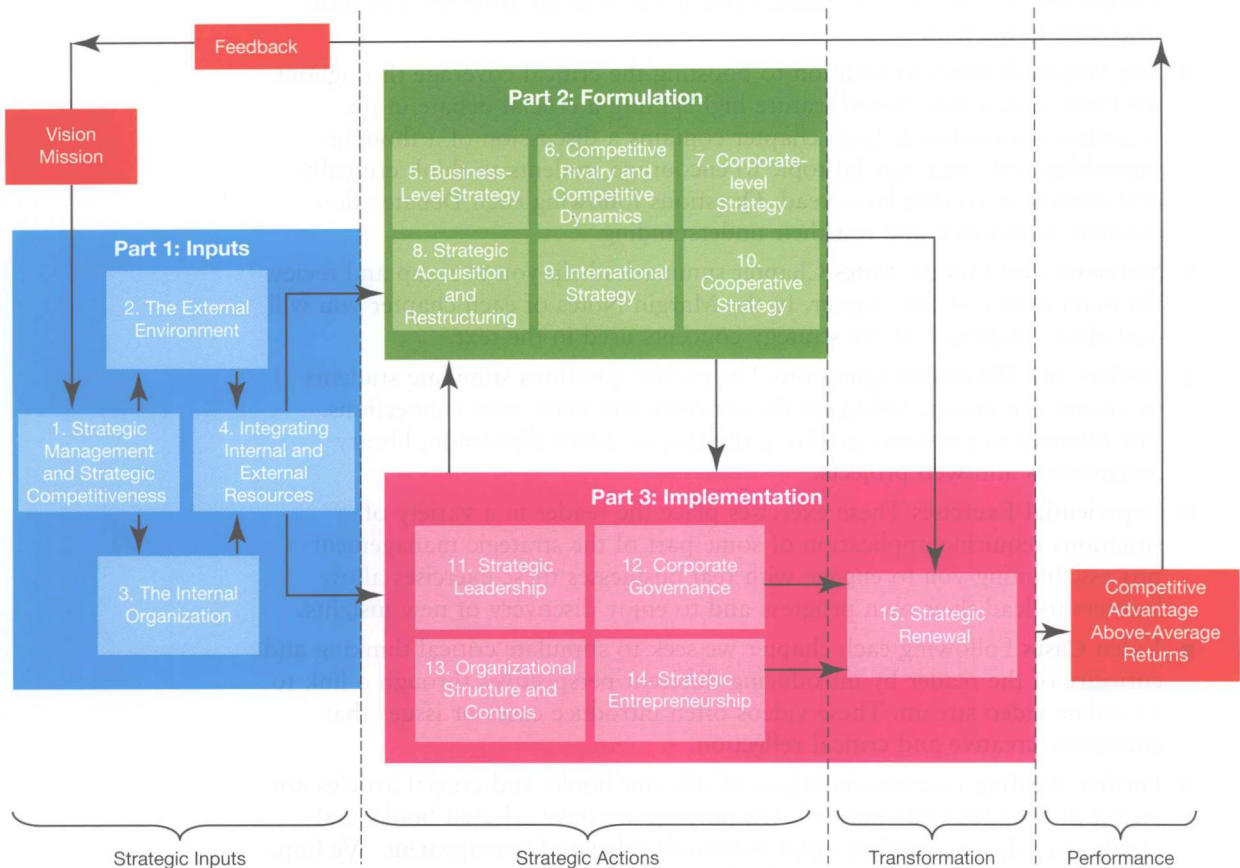 Feedback
Vision
Mission
Part 1: Inputs
2. The External
Environment
1. Strategic
Management
and Strategic
Competitiveness
4. Integrating
Internal and
External
Resources
3. The Internal
Organization
Part 2: Formulation
5. Business-
Level Strategy
6. Competitive
Rivalry and
Competitive
Dynamics
7. Corporate-
level
Strategy
8. Strategic
Acquisition
and
Restructuring
9. International
Strategy
10.
Cooperative
Strategy
Part 3: Implementation
11. Strategic
Leadership
12. Corporate
Governance
13. Organizational
Structure and
Controls
14. Strategic
Entrepreneurship
15. Strategic
Renewal
Competitive
Advantage
Above-Average
Returns
Strategic Inputs
Strategic Actions
Transformation
Performance